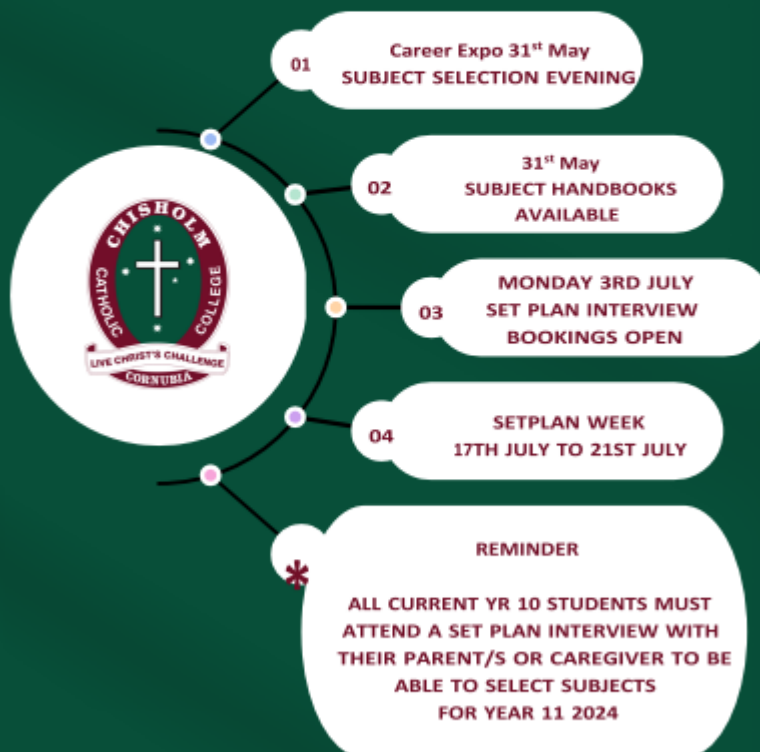 CHISHOLM
CATHOLIC
COLLEGE
LIVE CHRIST'S CHALLENGE
CORNUBIA
01
Career Expo 31st May
SUBJECT SELECTION EVENING
02
31st May
SUBJECT HANDBOOKS
AVAILABLE
03
MONDAY 3RD JULY
SET PLAN INTERVIEW
BOOKINGS OPEN
04
SETPLAN WEEK
17TH JULY TO 21ST JULY
*
REMINDER
ALL CURRENT YR 10 STUDENTS MUST
ATTEND A SET PLAN INTERVIEW WITH
THEIR PARENT/S OR CAREGIVER TO BE
ABLE TO SELECT SUBJECTS
FOR YEAR 11 2024